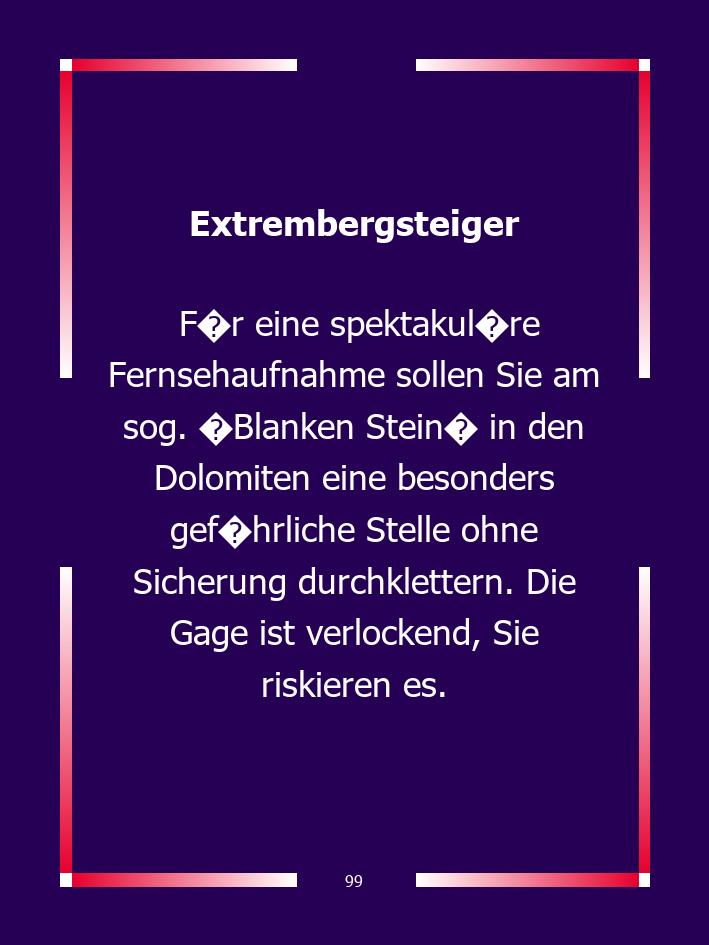 Extrembergsteiger
F�r eine spektakul�re
Fernsehaufnahme sollen Sie am
sog. �Blanken Stein� in den
Dolomiten eine besonders
gef�hrliche Stelle ohne
Sicherung durchklettern. Die
Gage ist verlockend, Sie
riskieren es.
99